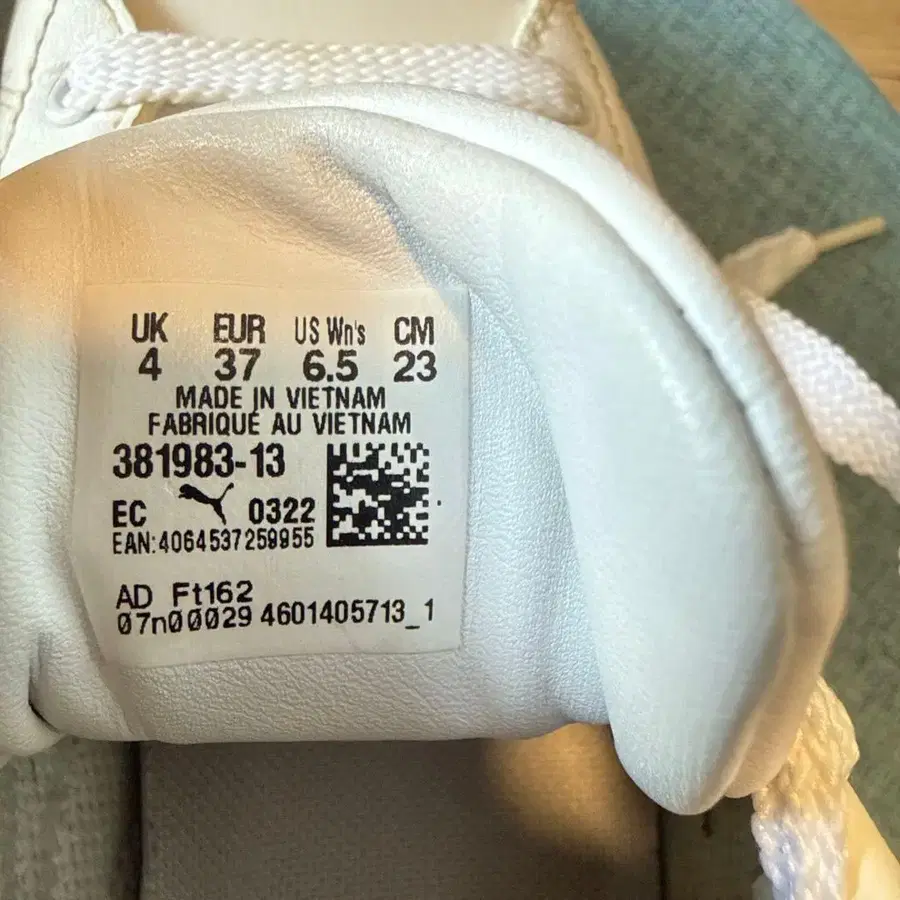 UK EUR US Wn's CM
4 37 6.5 23
MADE IN VIETNAM
FABRIQUÉ AU VIETNAM
381983-13
EC 0322
EAN:4064537259955
AD Ft162
07n00029 4601405713_1